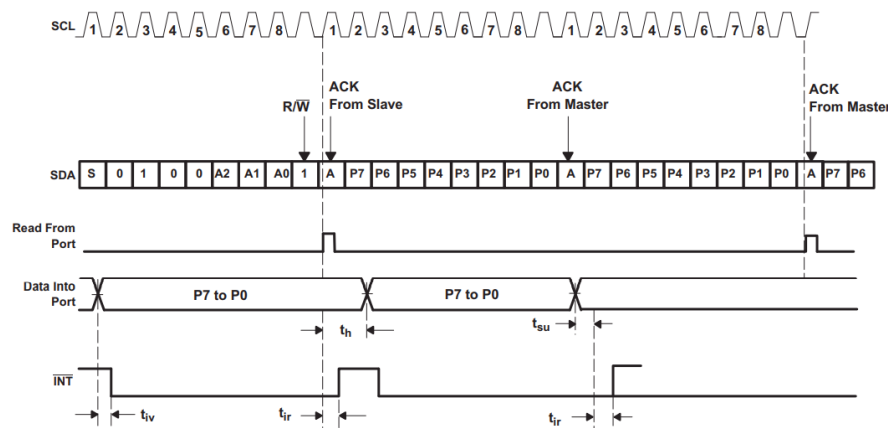 SCL 1 2 3 4 5 6 7 8 1 2 3 4 5 6 7 8 1 2 3 4 5 6 7 8
ACK
From Slave
ACK
From Master
ACK
From Master
R/W̅
SDA S 0 1 0 0 A2 A1 A0 1 A P7 P6 P5 P4 P3 P2 P1 P0 A P7 P6 P5 P4 P3 P2 P1 P0 A P7 P6
Read From
Port
Data Into
Port
P7 to P0
P7 to P0
th
tsu
I̅N̅T̅
tiv
tir
tir